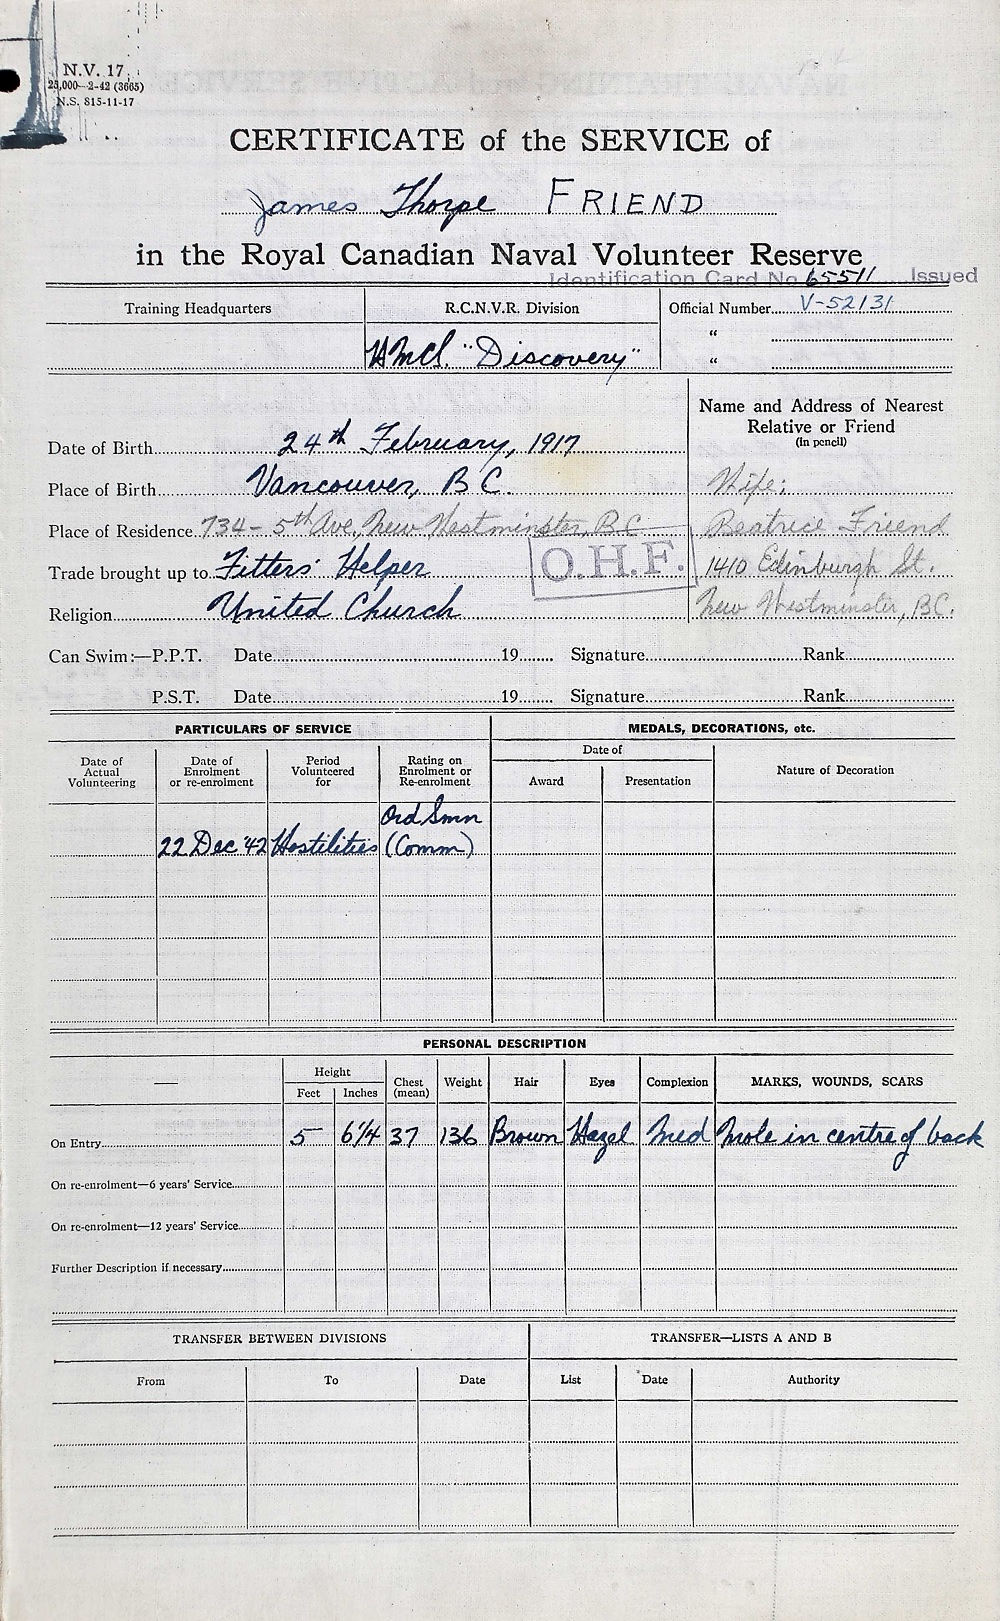 N.V. 17
25,000—2-42 (3665)
N.S. 815-11-17
CERTIFICATE of the SERVICE of
James Thorpe FRIEND
in the Royal Canadian Naval Volunteer Reserve
Identification Card No 65511 Issued
Training Headquarters R.C.N.V.R. Division Official Number V-52131
"
HMCS. "Discovery" "
Name and Address of Nearest
Relative or Friend
(in pencil)
Date of Birth 24th February, 1917
Place of Birth Vancouver, B C. Wife:
Place of Residence 734 - 5th Ave, New Westminster, BC Beatrice Friend
Trade brought up to Fitters' Helper O.H.F. 1410 Edinburgh St.
Religion United Church New Westminster, BC.
Can Swim:—P.P.T. Date 19 Signature Rank
P.S.T. Date 19 Signature Rank
PARTICULARS OF SERVICE MEDALS, DECORATIONS, etc.
Date of Actual Volunteering Date of Enrolment or re-enrolment Period Volunteered for Rating on Enrolment or Re-enrolment Date of Award Presentation Nature of Decoration
Ord Smn
22 Dec '42 Hostilities (Comm)
PERSONAL DESCRIPTION
— Height Feet Inches Chest (mean) Weight Hair Eyes Complexion MARKS, WOUNDS, SCARS
On Entry 5 6 1/4 37 136 Brown Hazel Med Mole in centre of back
On re-enrolment—6 years' Service
On re-enrolment—12 years' Service
Further Description if necessary
TRANSFER BETWEEN DIVISIONS TRANSFER—LISTS A AND B
From To Date List Date Authority